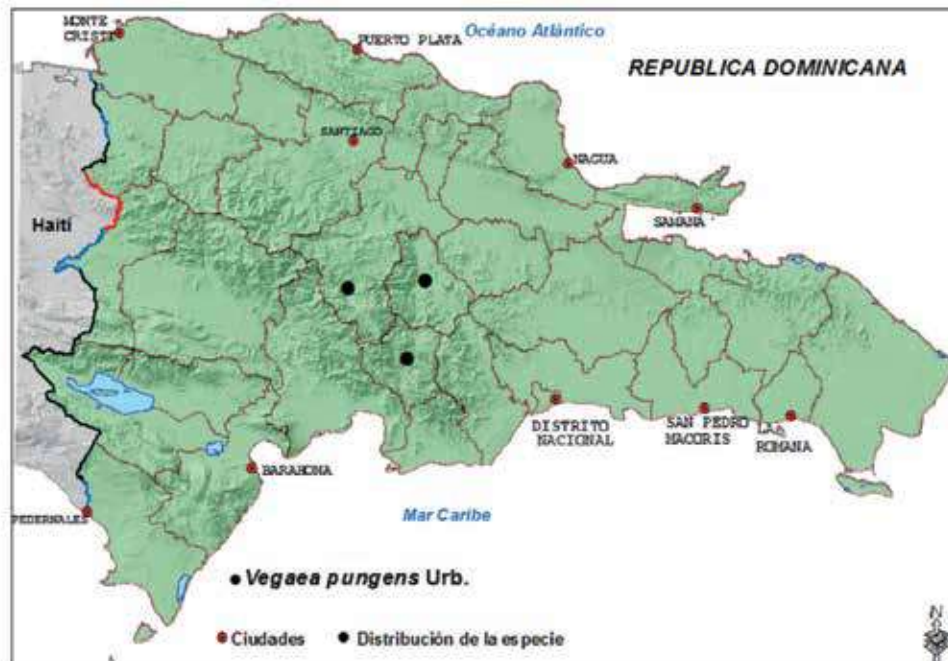 MONTE
CRISTI
PUERTO PLATA
Océano Atlántico
REPUBLICA DOMINICANA
SANTIAGO
NAGUA
SAMANA
Haití
DISTRITO
NACIONAL
SAN PEDRO
MACORIS
LA
ROMANA
BARAHONA
PEDERNALES
Mar Caribe
Vegaea pungens Urb.
Ciudades
Distribución de la especie
N